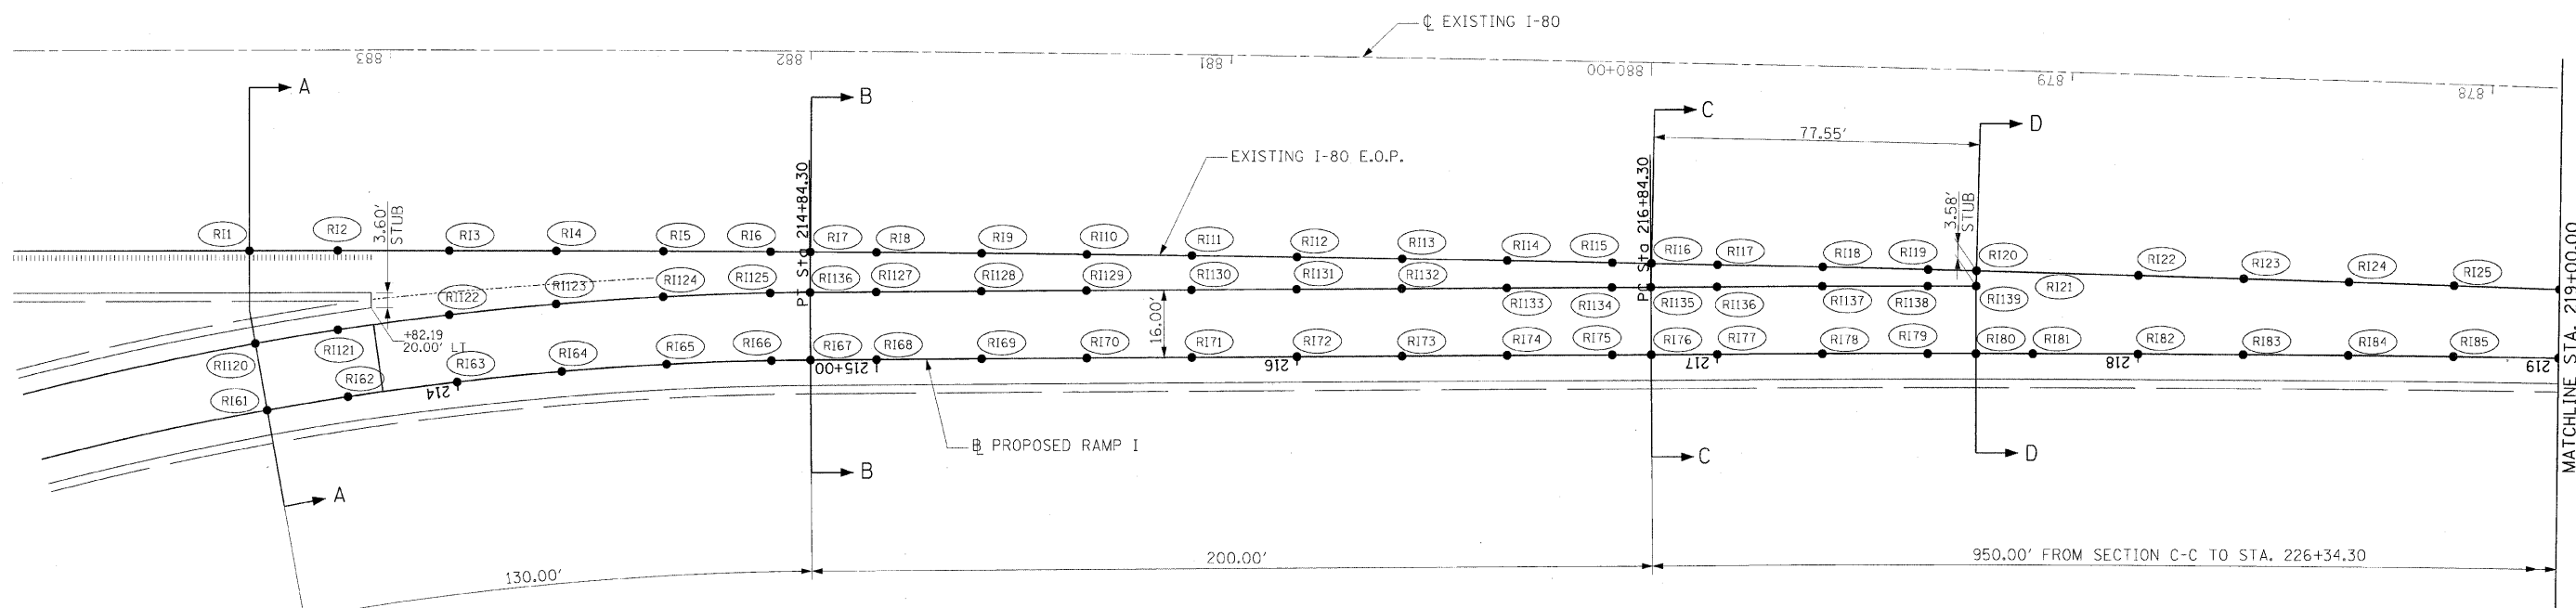 ℄ EXISTING I-80
883
882
881
880+00
879
878
A
B
C
D
77.55'
EXISTING I-80 E.O.P.
PT Sta 214+84.30
PC Sta 216+84.30
3.60'
STUB
3.58'
STUB
RI1
RI2
RI3
RI4
RI5
RI6
RI7
RI8
RI9
RI10
RI11
RI12
RI13
RI14
RI15
RI16
RI17
RI18
RI19
RI20
RI21
RI22
RI23
RI24
RI25
RI120
RI121
RI122
RI123
RI124
RI125
RI136
RI127
RI128
RI129
RI130
RI131
RI132
RI133
RI134
RI135
RI136
RI137
RI138
RI139
+82.19
20.00' LT
16.00'
RI61
RI62
RI63
RI64
RI65
RI66
RI67
RI68
RI69
RI70
RI71
RI72
RI73
RI74
RI75
RI76
RI77
RI78
RI79
RI80
RI81
RI82
RI83
RI84
RI85
214
215+00
216
217
218
219
MATCHLINE STA. 219+00.00
BL PROPOSED RAMP I
A
B
C
D
130.00'
200.00'
950.00' FROM SECTION C-C TO STA. 226+34.30